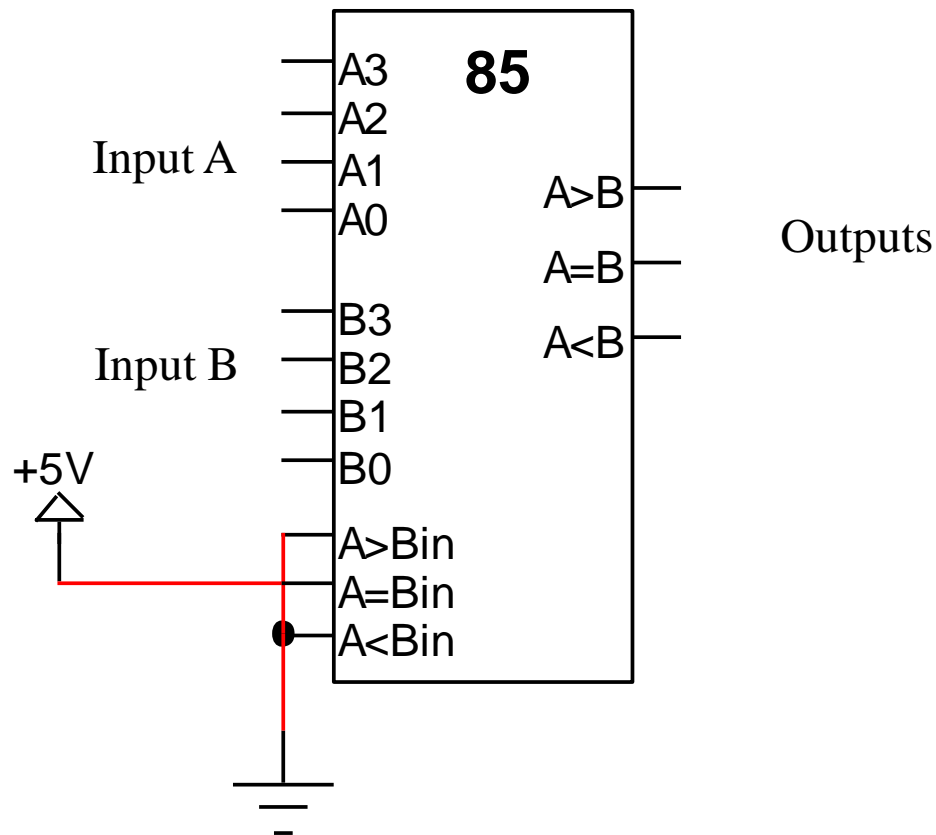 85
A3
A2
Input A
A1
A0
A>B
A=B
A<B
Outputs
B3
Input B
B2
B1
B0
+5V
A>Bin
A=Bin
A<Bin